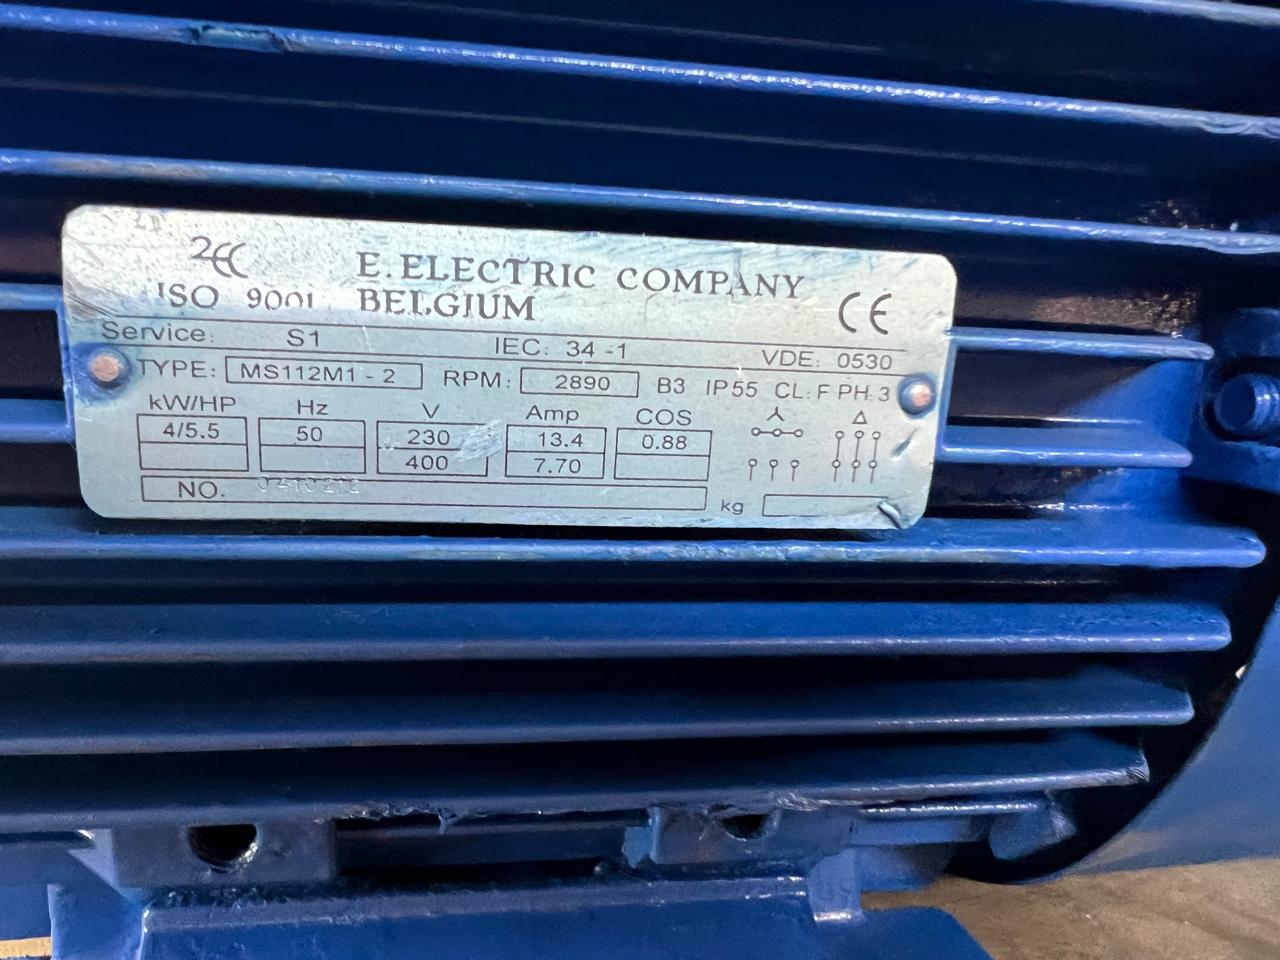 E. ELECTRIC COMPANY
ISO 9001 BELGIUM
CE
Service: S1 IEC: 34-1 VDE: 0530
TYPE: MS112M1 - 2 RPM: 2890 B3 IP55 CL: F PH: 3
kW/HP Hz V Amp COS
4/5.5 50 230 13.4 0.88
400 7.70
NO.
kg